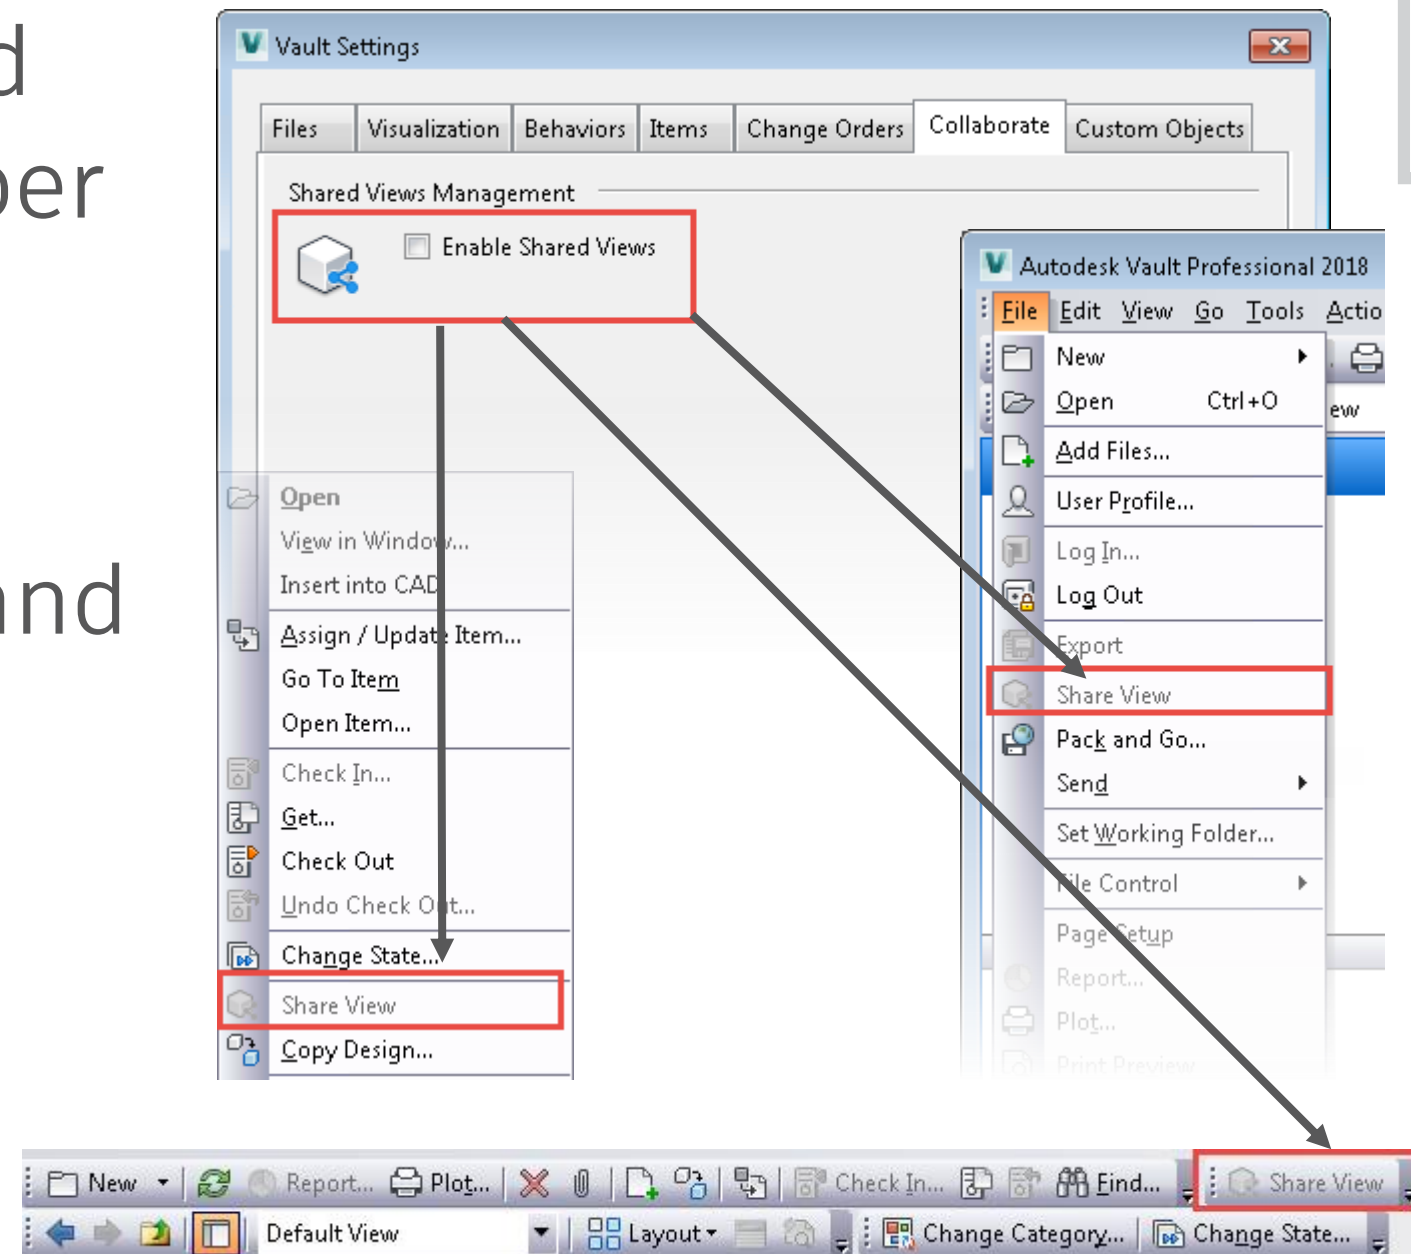 Vault Settings
Files Visualization Behaviors Items Change Orders Collaborate Custom Objects
Shared Views Management
Enable Shared Views
Open
View in Window...
Insert into CAD
Assign / Update Item...
Go To Item
Open Item...
Check In...
Get...
Check Out
Undo Check Out...
Change State...
Share View
Copy Design...
Autodesk Vault Professional 2018
File Edit View Go Tools Actio
New
Open Ctrl+O
ew
Add Files...
User Profile...
Log In...
Log Out
Export
Share View
Pack and Go...
Send
Set Working Folder...
File Control
Page Setup
Report...
Plot...
Print Preview
d
per
and
New Report... Plot... Check In... Find... Share View
Default View Layout Change Category... Change State...